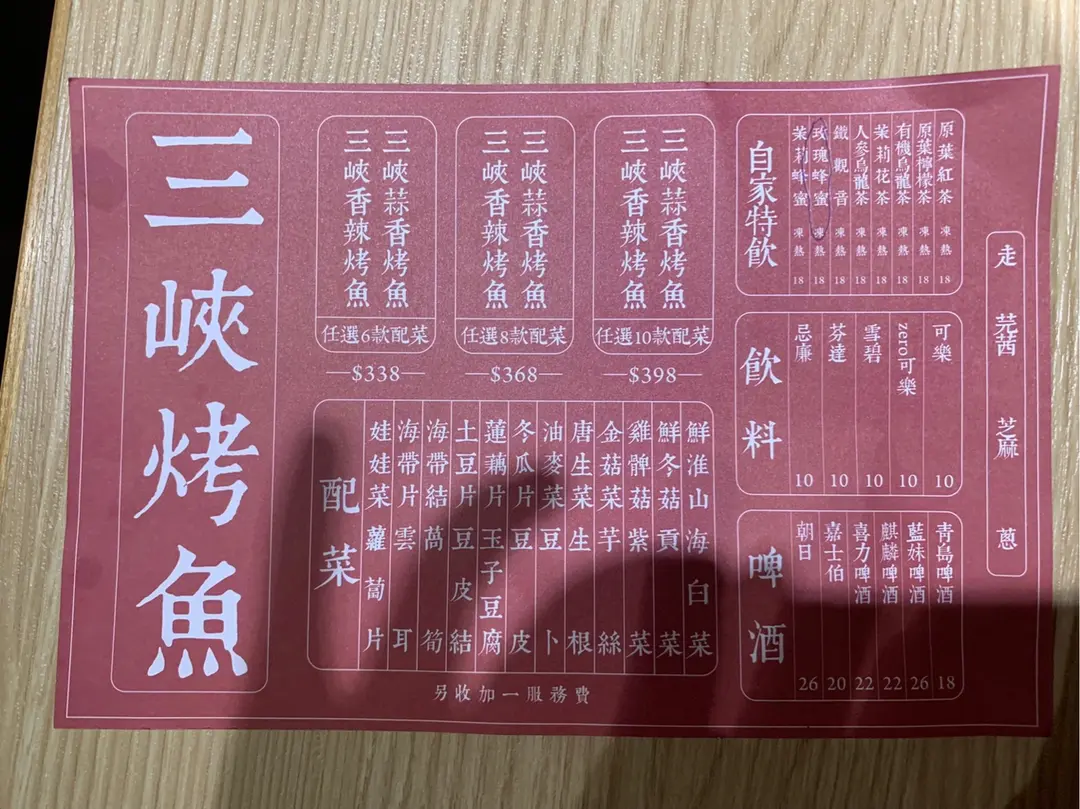 三峽烤魚
三峽香辣烤魚
三峽蒜香烤魚
任選6款配菜
$338
三峽香辣烤魚
三峽蒜香烤魚
任選8款配菜
$368
三峽香辣烤魚
三峽蒜香烤魚
任選10款配菜
$398
配菜
娃娃菜 蘿蔔片
海帶片 雲耳
海帶結 萵筍
土豆片 豆皮結
蓮藕片 玉子豆腐
冬瓜片 豆皮
油麥菜 豆卜
唐生菜 生根
金菇菜 芋絲
雞髀菇 紫菜
鮮冬菇 貢菜
鮮淮山 海白菜
另收加一服務費
自家特飲
茉莉蜂蜜 凍熱 18
玫瑰蜂蜜 凍熱 18
鐵觀音 凍熱 18
人參烏龍茶 凍熱 18
茉莉花茶 凍熱 18
有機烏龍茶 凍熱 18
原葉檸檬茶 凍熱 18
原葉紅茶 凍熱 18
飲料
忌廉 10
芬達 10
雪碧 10
zero可樂 10
可樂 10
啤酒
朝日 26
嘉士伯 20
喜力啤酒 22
麒麟啤酒 22
藍妹啤酒 26
青島啤酒 18
走 芫茜 芝麻 蔥